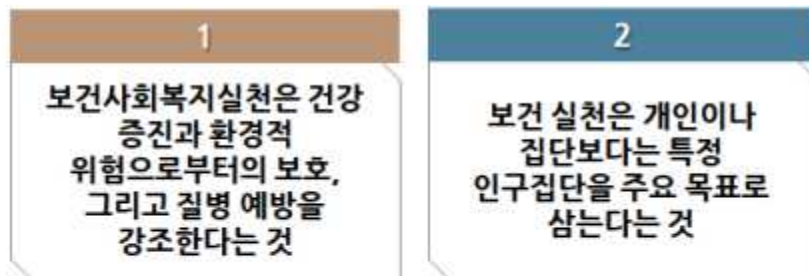 1
보건사회복지실천은 건강
증진과 환경적
위험으로부터의 보호,
그리고 질병 예방을
강조한다는 것
2
보건 실천은 개인이나
집단보다는 특정
인구집단을 주요 목표로
삼는다는 것